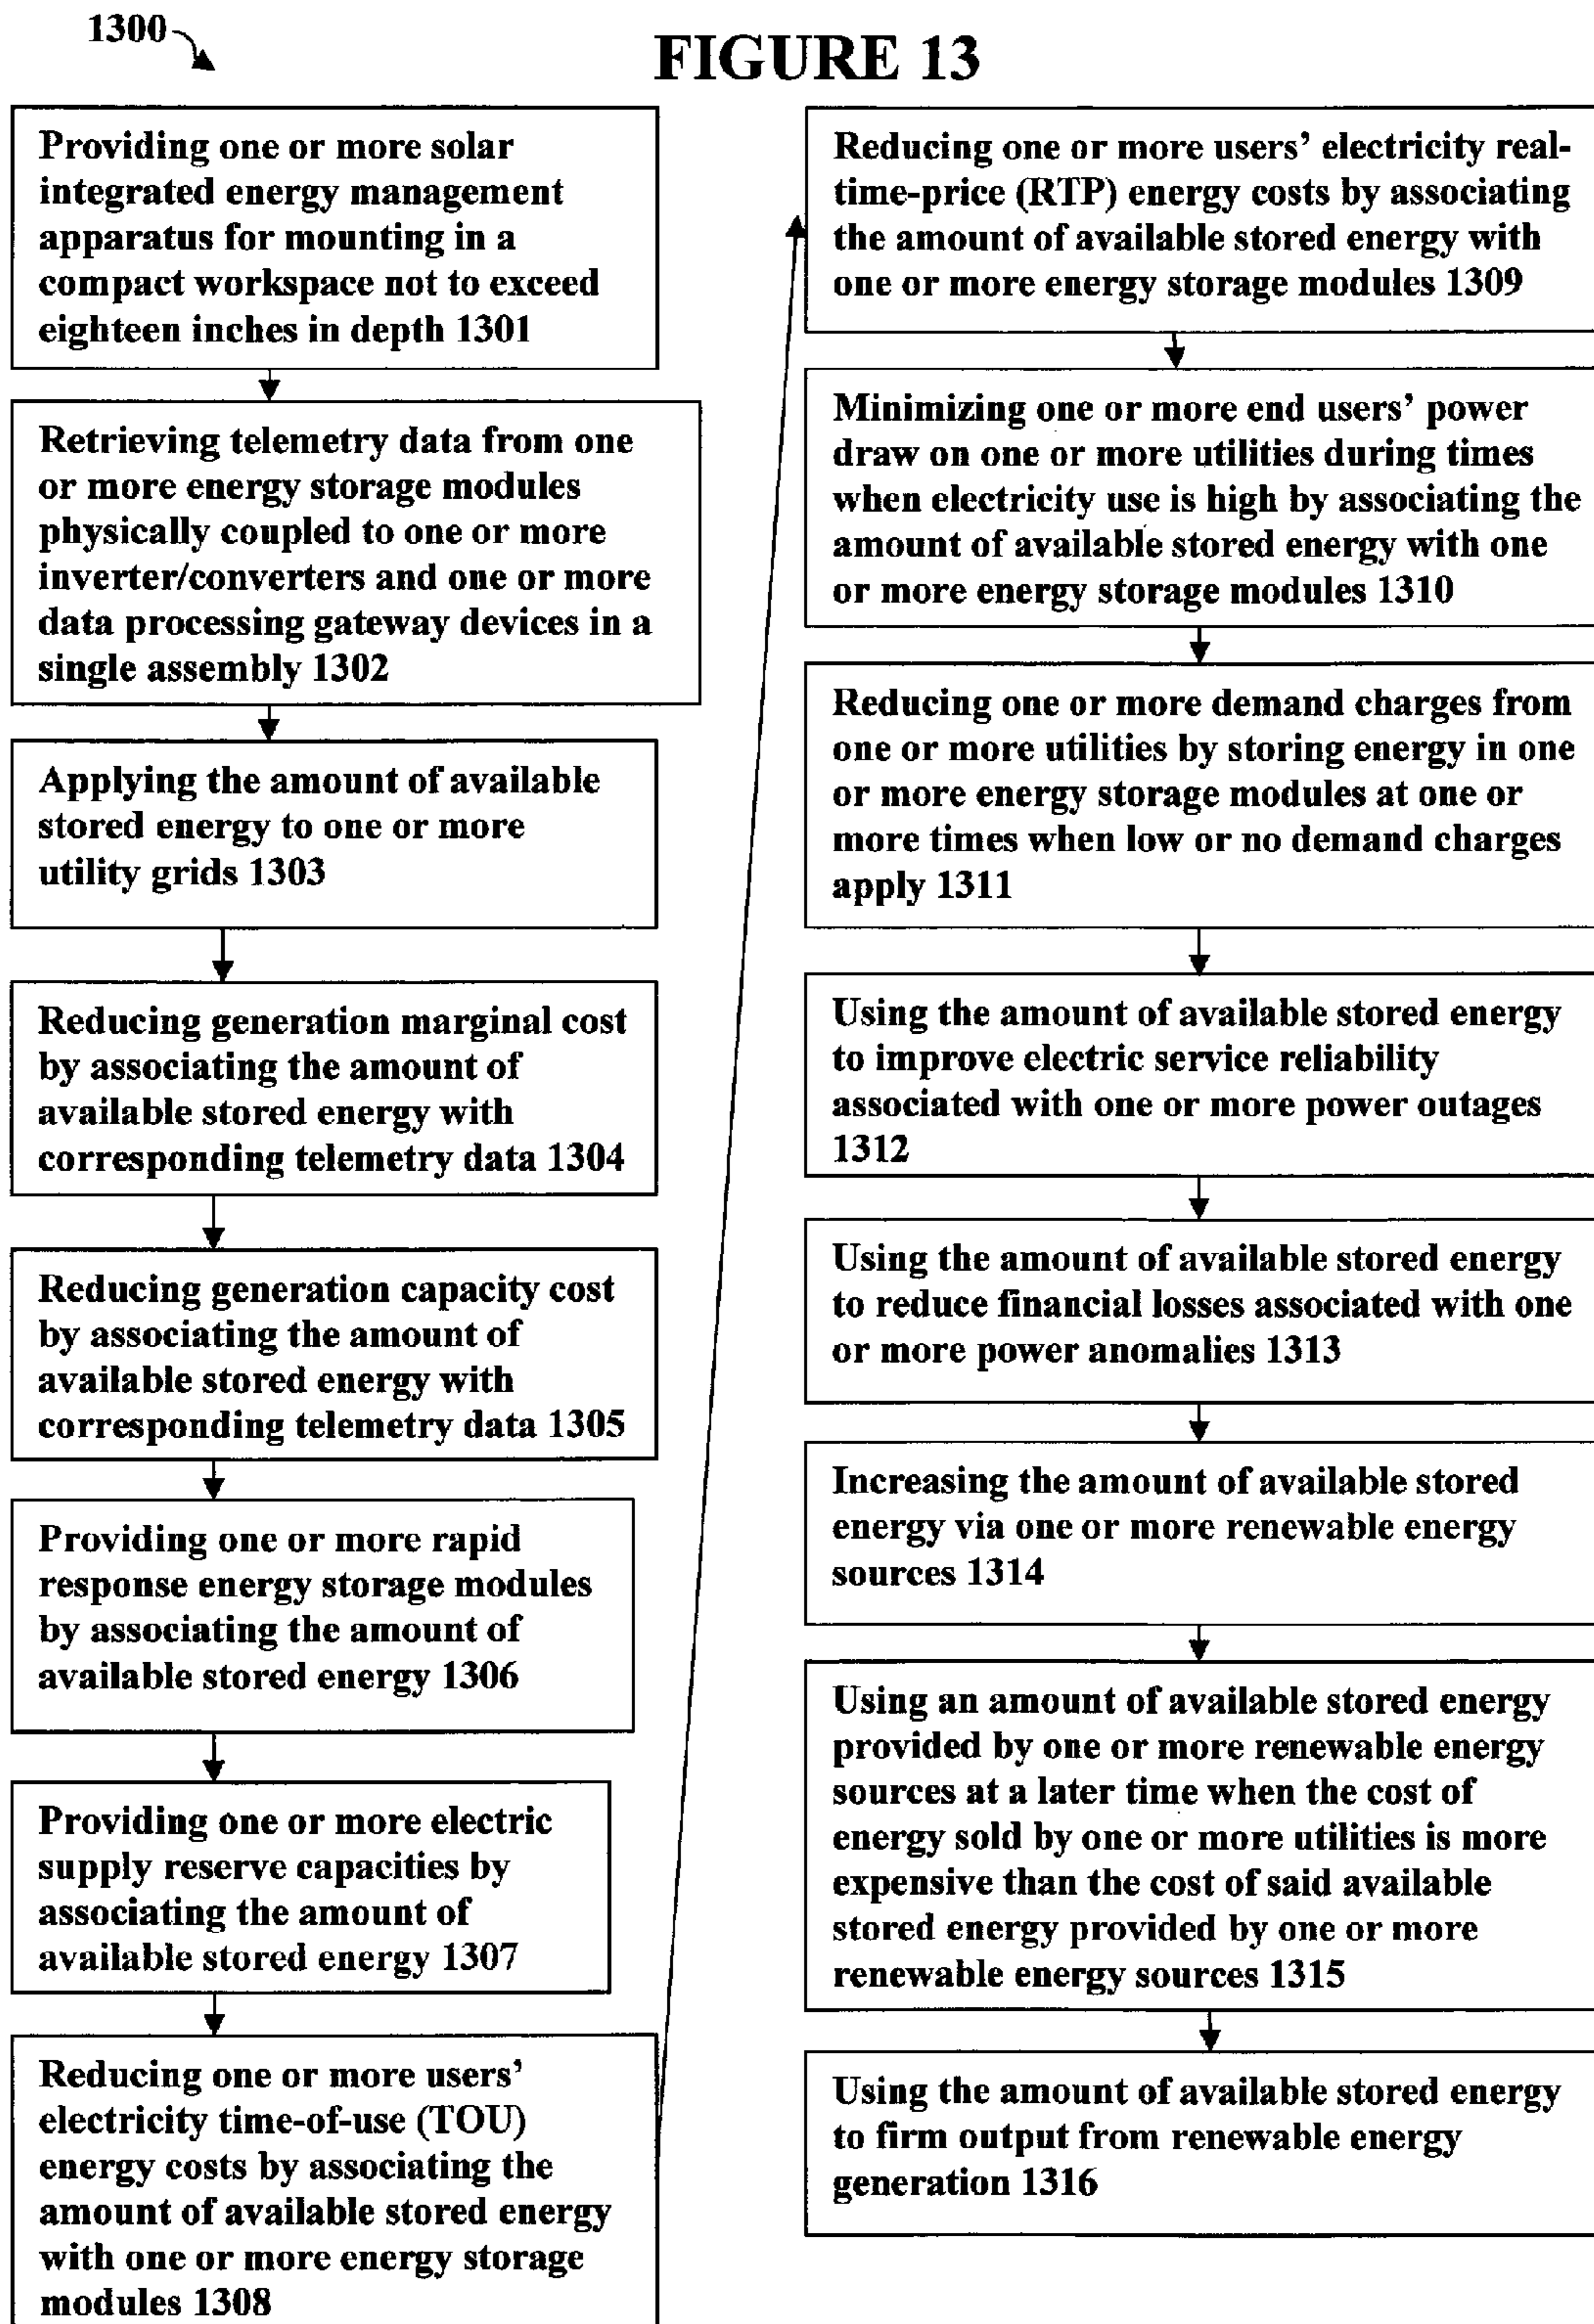 1300
FIGURE 13
Providing one or more solar
integrated energy management
apparatus for mounting in a
compact workspace not to exceed
eighteen inches in depth 1301
Retrieving telemetry data from one
or more energy storage modules
physically coupled to one or more
inverter/converters and one or more
data processing gateway devices in a
single assembly 1302
Applying the amount of available
stored energy to one or more
utility grids 1303
Reducing generation marginal cost
by associating the amount of
available stored energy with
corresponding telemetry data 1304
Reducing generation capacity cost
by associating the amount of
available stored energy with
corresponding telemetry data 1305
Providing one or more rapid
response energy storage modules
by associating the amount of
available stored energy 1306
Providing one or more electric
supply reserve capacities by
associating the amount of
available stored energy 1307
Reducing one or more users’
electricity time-of-use (TOU)
energy costs by associating the
amount of available stored energy
with one or more energy storage
modules 1308
Reducing one or more users’ electricity real-
time-price (RTP) energy costs by associating
the amount of available stored energy with
one or more energy storage modules 1309
Minimizing one or more end users’ power
draw on one or more utilities during times
when electricity use is high by associating the
amount of available stored energy with one
or more energy storage modules 1310
Reducing one or more demand charges from
one or more utilities by storing energy in one
or more energy storage modules at one or
more times when low or no demand charges
apply 1311
Using the amount of available stored energy
to improve electric service reliability
associated with one or more power outages
1312
Using the amount of available stored energy
to reduce financial losses associated with one
or more power anomalies 1313
Increasing the amount of available stored
energy via one or more renewable energy
sources 1314
Using an amount of available stored energy
provided by one or more renewable energy
sources at a later time when the cost of
energy sold by one or more utilities is more
expensive than the cost of said available
stored energy provided by one or more
renewable energy sources 1315
Using the amount of available stored energy
to firm output from renewable energy
generation 1316